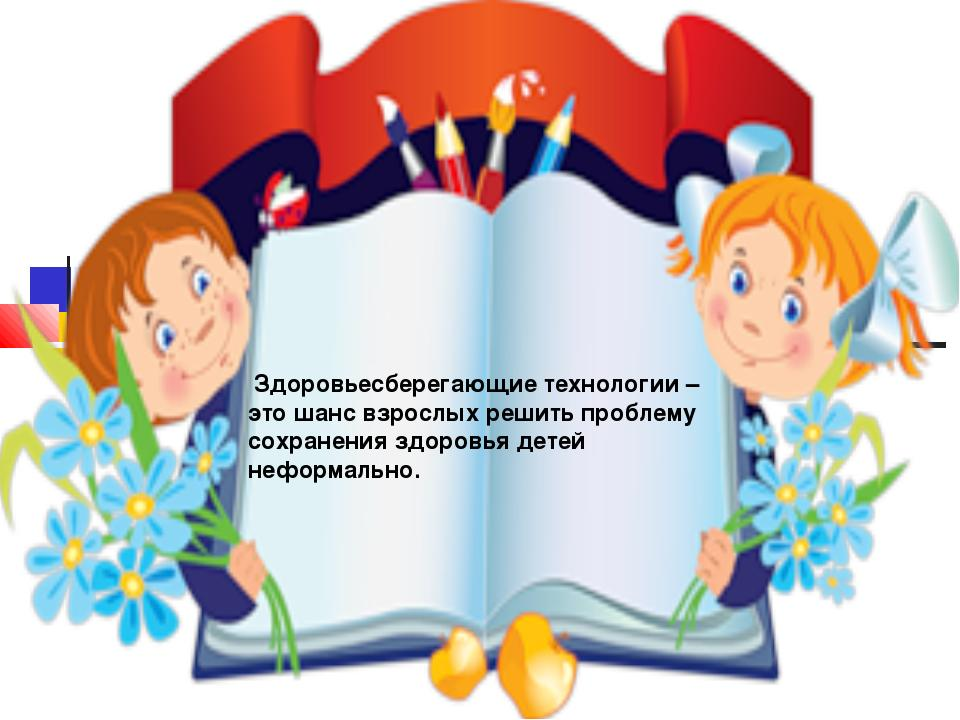 Здоровьесберегающие технологии –
это шанс взрослых решить проблему
сохранения здоровья детей
неформально.